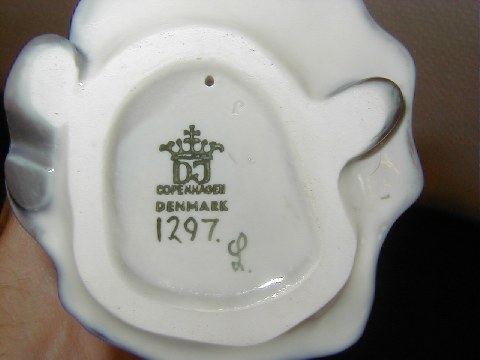 DJ
COPENHAGEN
DENMARK
1297.
L.